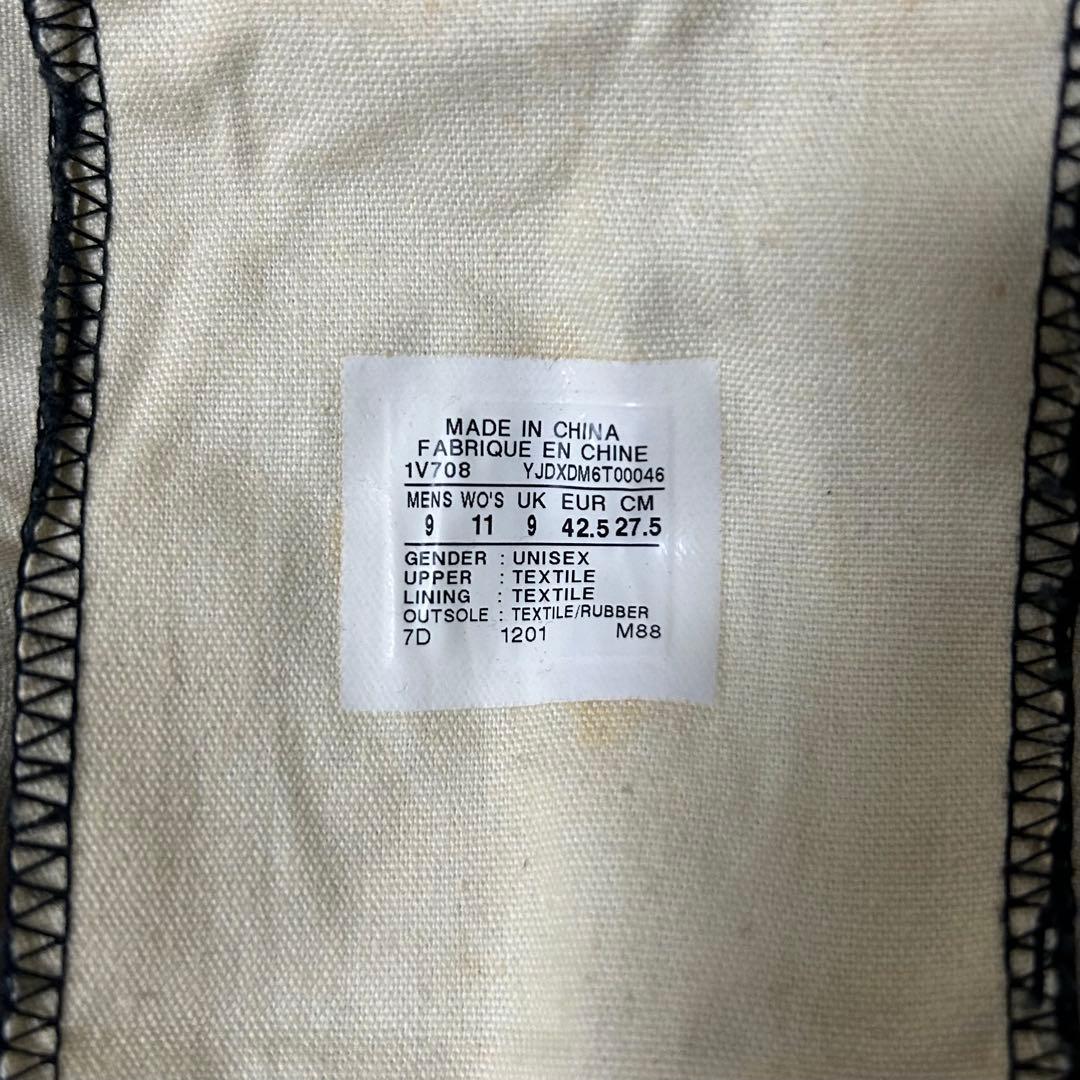 MADE IN CHINA
FABRIQUE EN CHINE
1V708 YJDXDM6T00046
MENS WO'S UK EUR CM
9 11 9 42.5 27.5
GENDER : UNISEX
UPPER : TEXTILE
LINING : TEXTILE
OUTSOLE : TEXTILE/RUBBER
7D 1201 M88